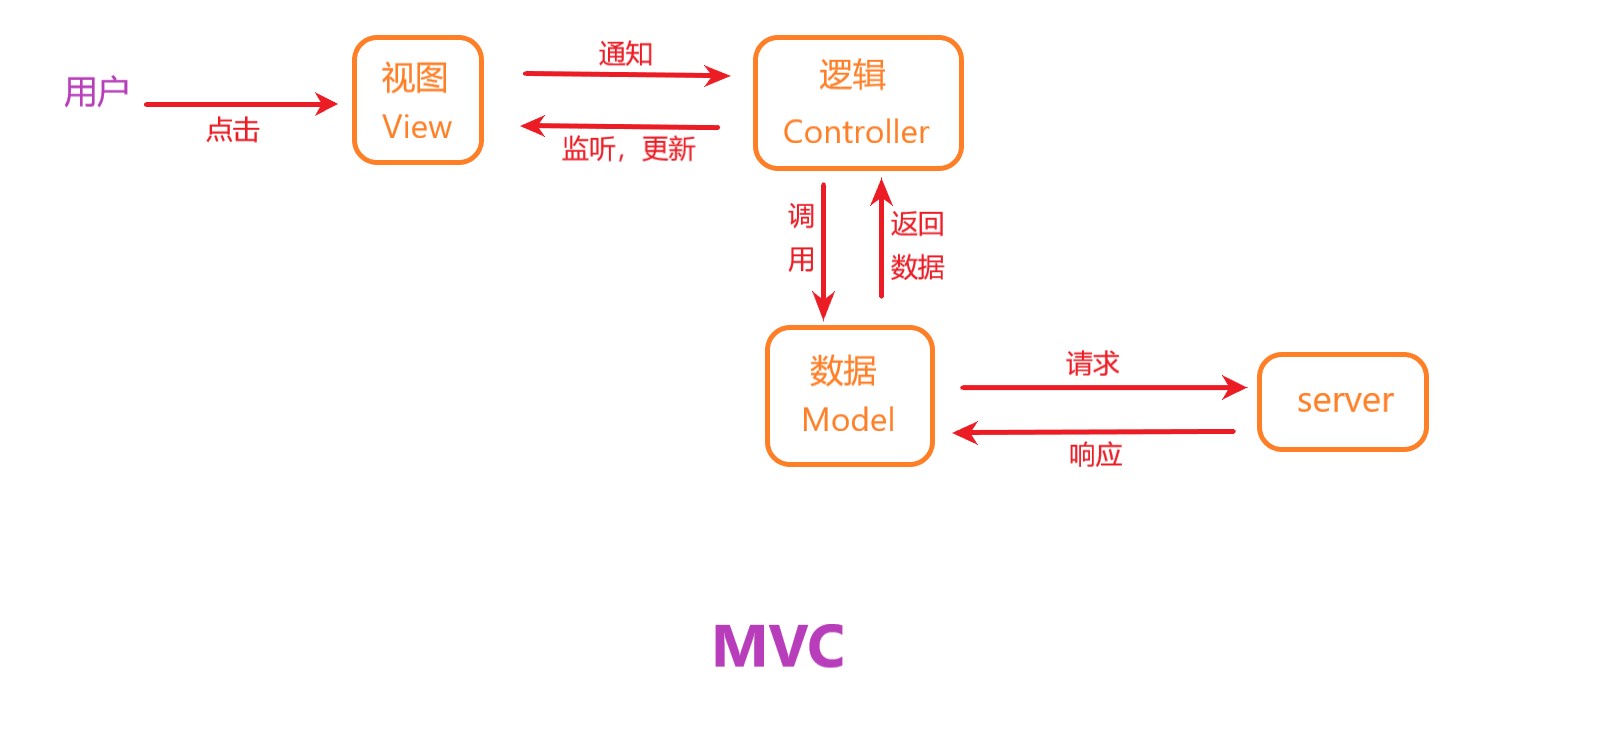 用户
点击
视图
View
通知
监听，更新
逻辑
Controller
调
用
返回
数据
数据
Model
请求
响应
server
MVC